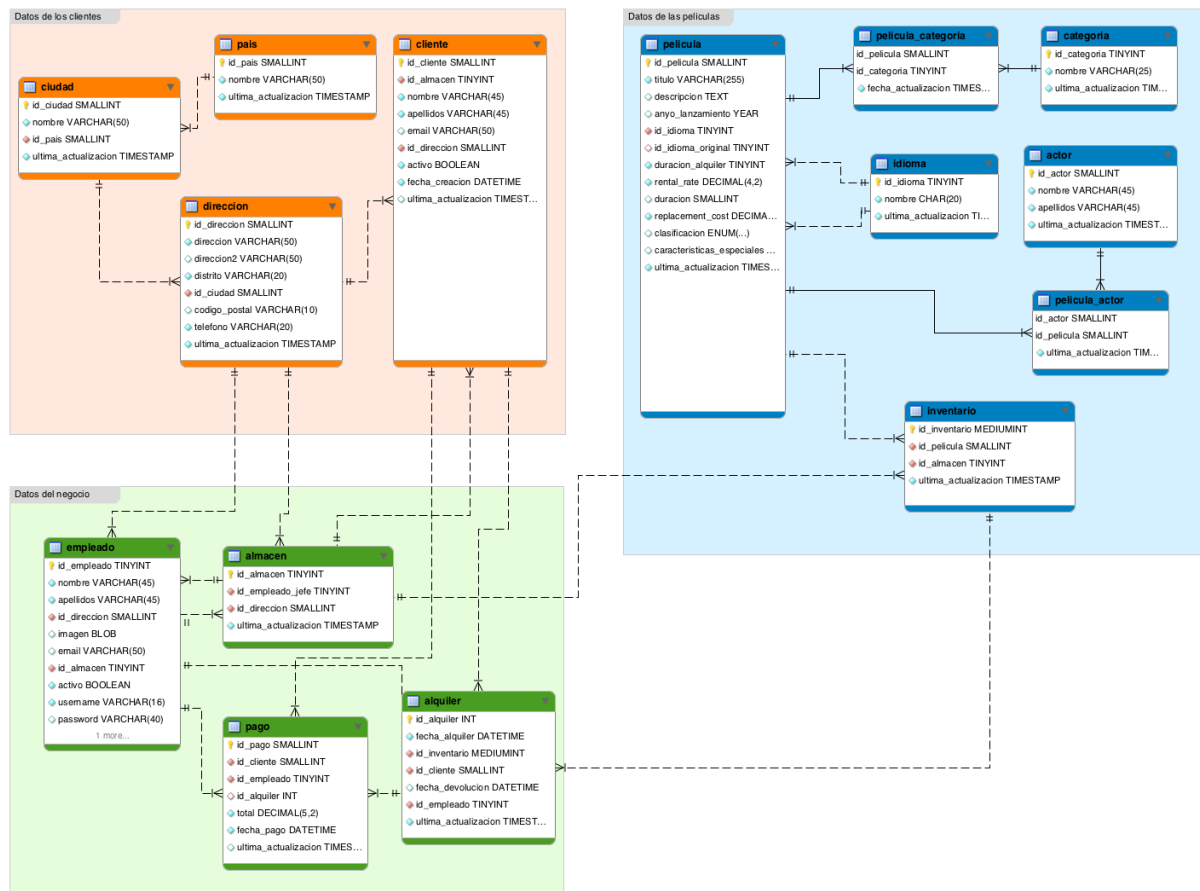 Datos de los clientes
pais
id_pais SMALLINT
nombre VARCHAR(50)
ultima_actualizacion TIMESTAMP
ciudad
id_ciudad SMALLINT
nombre VARCHAR(50)
id_pais SMALLINT
ultima_actualizacion TIMESTAMP
cliente
id_cliente SMALLINT
id_almacen TINYINT
nombre VARCHAR(45)
apellidos VARCHAR(45)
email VARCHAR(50)
id_direccion SMALLINT
activo BOOLEAN
fecha_creacion DATETIME
ultima_actualizacion TIMEST...
direccion
id_direccion SMALLINT
direccion VARCHAR(50)
direccion2 VARCHAR(50)
distrito VARCHAR(20)
id_ciudad SMALLINT
codigo_postal VARCHAR(10)
telefono VARCHAR(20)
ultima_actualizacion TIMESTAMP
Datos de las películas
pelicula
id_pelicula SMALLINT
titulo VARCHAR(255)
descripcion TEXT
anyo_lanzamiento YEAR
id_idioma TINYINT
id_idioma_original TINYINT
duracion_alquiler TINYINT
rental_rate DECIMAL(4,2)
duracion SMALLINT
replacement_cost DECIMA...
clasificacion ENUM(...)
caracteristicas_especiales ...
ultima_actualizacion TIMES...
pelicula_categoria
id_pelicula SMALLINT
id_categoria TINYINT
fecha_actualizacion TIMES...
categoria
id_categoria TINYINT
nombre VARCHAR(25)
ultima_actualizacion TIM...
idioma
id_idioma TINYINT
nombre CHAR(20)
ultima_actualizacion TI...
actor
id_actor SMALLINT
nombre VARCHAR(45)
apellidos VARCHAR(45)
ultima_actualizacion TIMEST...
pelicula_actor
id_actor SMALLINT
id_pelicula SMALLINT
ultima_actualizacion TIM...
inventario
id_inventario MEDIUMINT
id_pelicula SMALLINT
id_almacen TINYINT
ultima_actualizacion TIMESTAMP
Datos del negocio
empleado
id_empleado TINYINT
nombre VARCHAR(45)
apellidos VARCHAR(45)
id_direccion SMALLINT
imagen BLOB
email VARCHAR(50)
id_almacen TINYINT
activo BOOLEAN
username VARCHAR(16)
password VARCHAR(40)
1 more...
almacen
id_almacen TINYINT
id_empleado_jefe TINYINT
id_direccion SMALLINT
ultima_actualizacion TIMESTAMP
pago
id_pago SMALLINT
id_cliente SMALLINT
id_empleado TINYINT
id_alquiler INT
total DECIMAL(5,2)
fecha_pago DATETIME
ultima_actualizacion TIMES...
alquiler
id_alquiler INT
fecha_alquiler DATETIME
id_inventario MEDIUMINT
id_cliente SMALLINT
fecha_devolucion DATETIME
id_empleado TINYINT
ultima_actualizacion TIMEST...